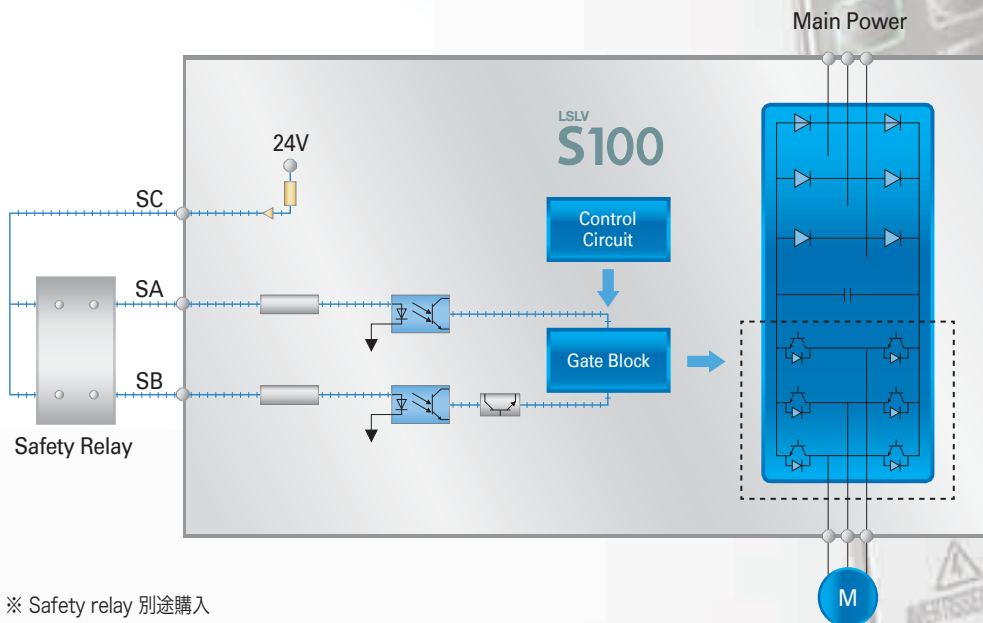 Main Power
LSLV
S100
24V
SC
Control
Circuit
SA
Gate Block
SB
Safety Relay
M
※ Safety relay 別途購入